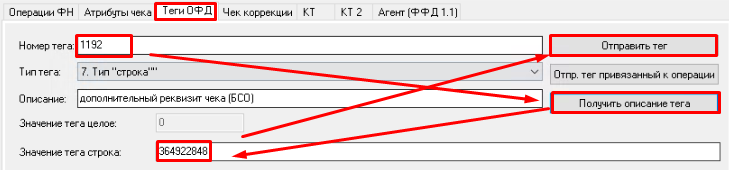 Операции ФН Атрибуты чека Теги ОФД Чек коррекции КТ КТ 2 Агент (ФФД 1.1)
Номер тега: 1192 Отправить тег
Тип тега: 7. Тип "строка"" Отпр. тег привязанный к операции
Описание: дополнительный реквизит чека (БСО) Получить описание тега
Значение тега целое: 0
Значение тега строка: 364922848